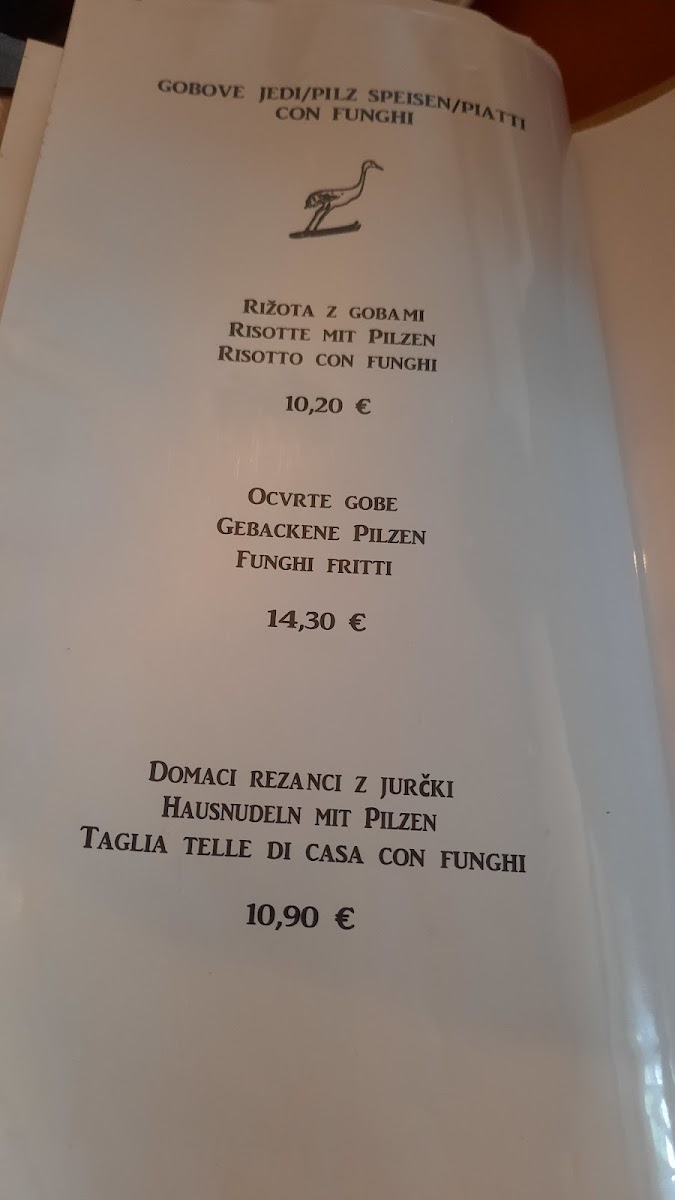 GOBOVE JEDI/PILZ SPEISEN/PIATTI
CON FUNGHI
RIŽOTA Z GOBAMI
RISOTTE MIT PILZEN
RISOTTO CON FUNGHI
10,20 €
OCVRTE GOBE
GEBACKENE PILZEN
FUNGHI FRITTI
14,30 €
DOMACI REZANCI Z JURČKI
HAUSNUDELN MIT PILZEN
TAGLIA TELLE DI CASA CON FUNGHI
10,90 €